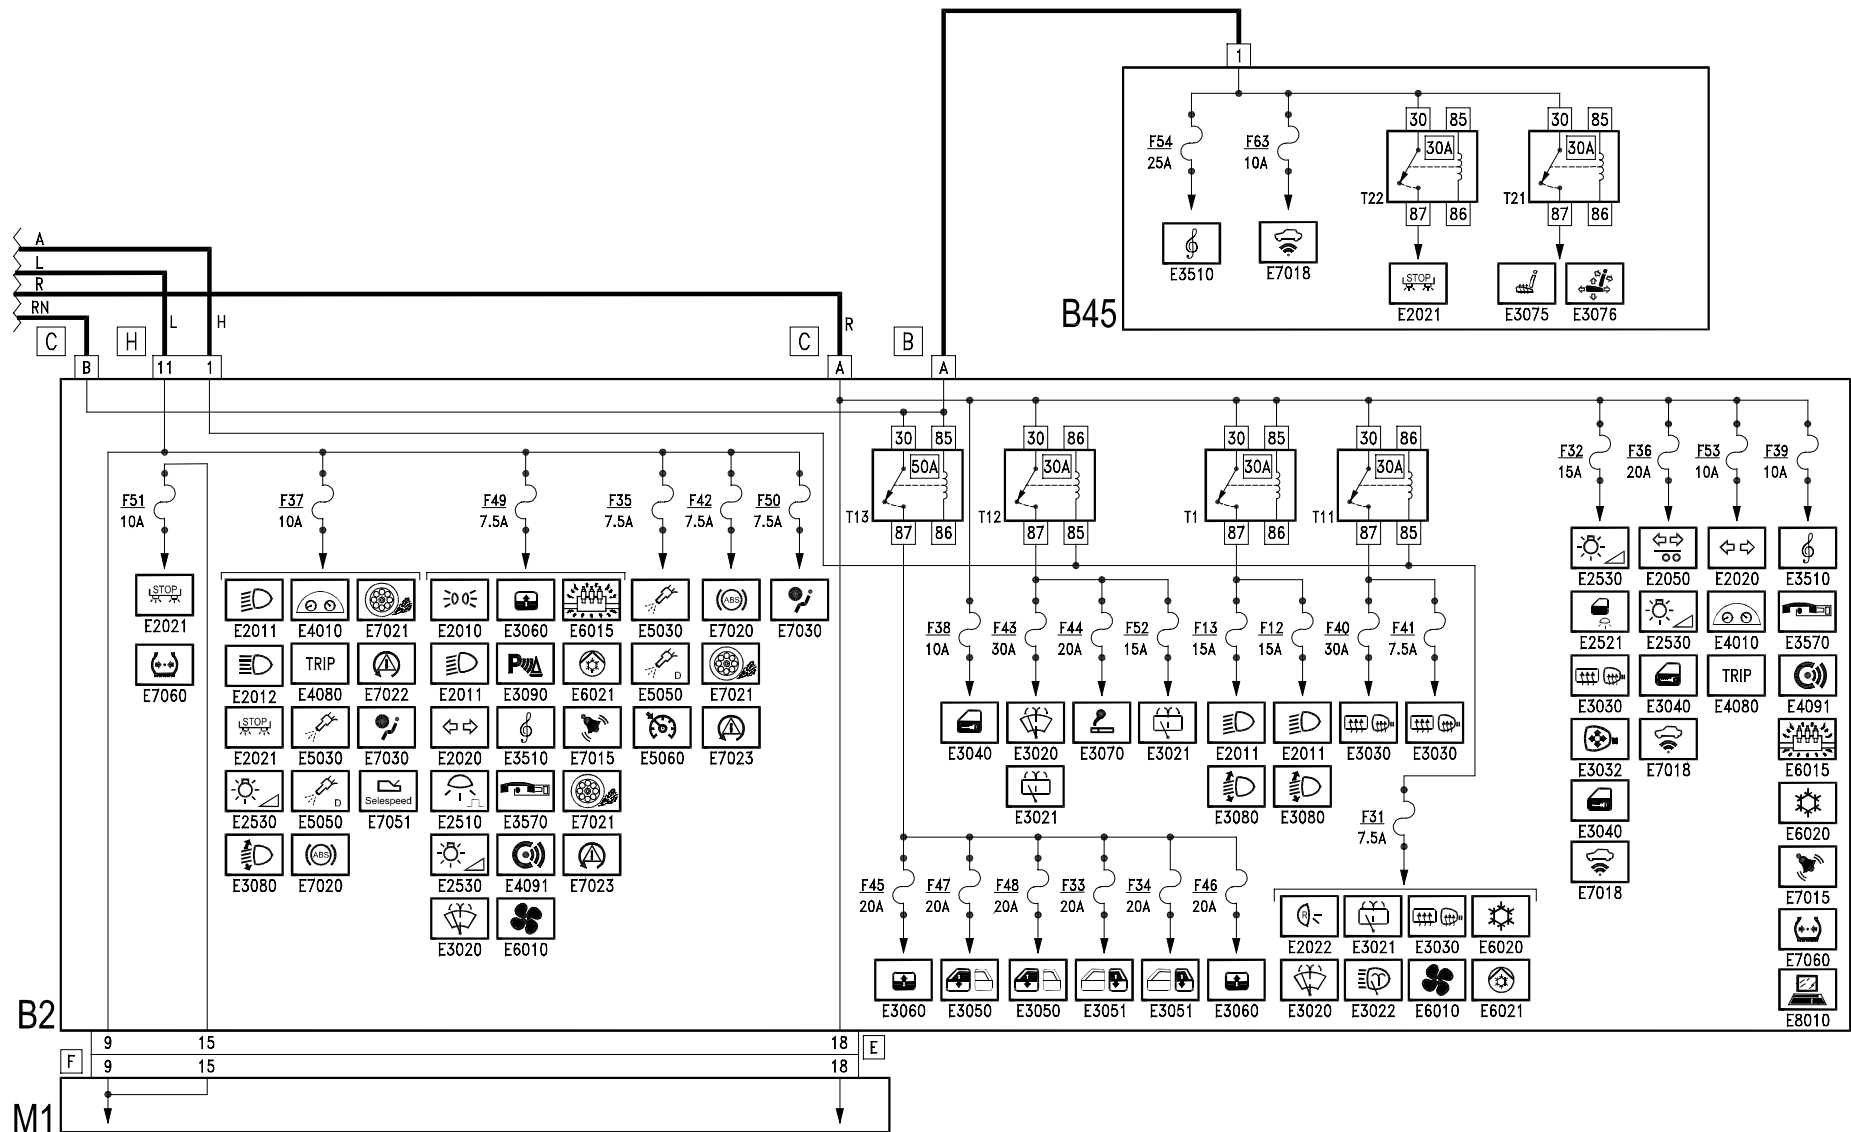 1
30 85 30 85
F54 F63 30A 30A
25A 10A
T22 T21
87 86 87 86
A
L
R
RN
E3510 E7018
STOP
E2021 E3075 E3076
B45
L H R
C H C B
B 11 1 A A
30 85 30 86 30 85 30 86
50A 30A 30A 30A
F32 F36 F53 F39
15A 20A 10A 10A
F51 F37 F49 F35 F42 F50
10A 10A 7.5A 7.5A 7.5A 7.5A
T13 T12 T1 T11
87 86 87 85 87 86 87 85
STOP ABS
E2021 E2011 E4010 E7021 E2010 E3060 E6015 E5030 E7020 E7030
E2530 E2050 E2020 E3510
F38 F43 F44 F52 F13 F12 F40 F41
10A 30A 20A 15A 15A 15A 30A 7.5A
E2521 E2530 E4010 E3570
TRIP P D
E7060 E2012 E4080 E7022 E2011 E3090 E6021 E5050 E7021
TRIP
E3030 E3040 E4080 E4091
STOP
E2021 E5030 E7030 E2020 E3510 E7015 E5060 E7023
E3040 E3020 E3070 E3021 E2011 E2011 E3030 E3030
E3032 E7018 E6015
D Selespeed
E2530 E5050 E7051 E2510 E3570 E7021
E3021 E3080 E3080
F31
7.5A
E3040 E6020
ABS
E3080 E7020 E2530 E4091 E7023
E7018 E7015
F45 F47 F48 F33 F34 F46
20A 20A 20A 20A 20A 20A
E3020 E6010
R
E2022 E3021 E3030 E6020
E7060
E3060 E3050 E3050 E3051 E3051 E3060 E3020 E3022 E6010 E6021
E8010
B2
9 15 18 E
F 9 15 18
M1